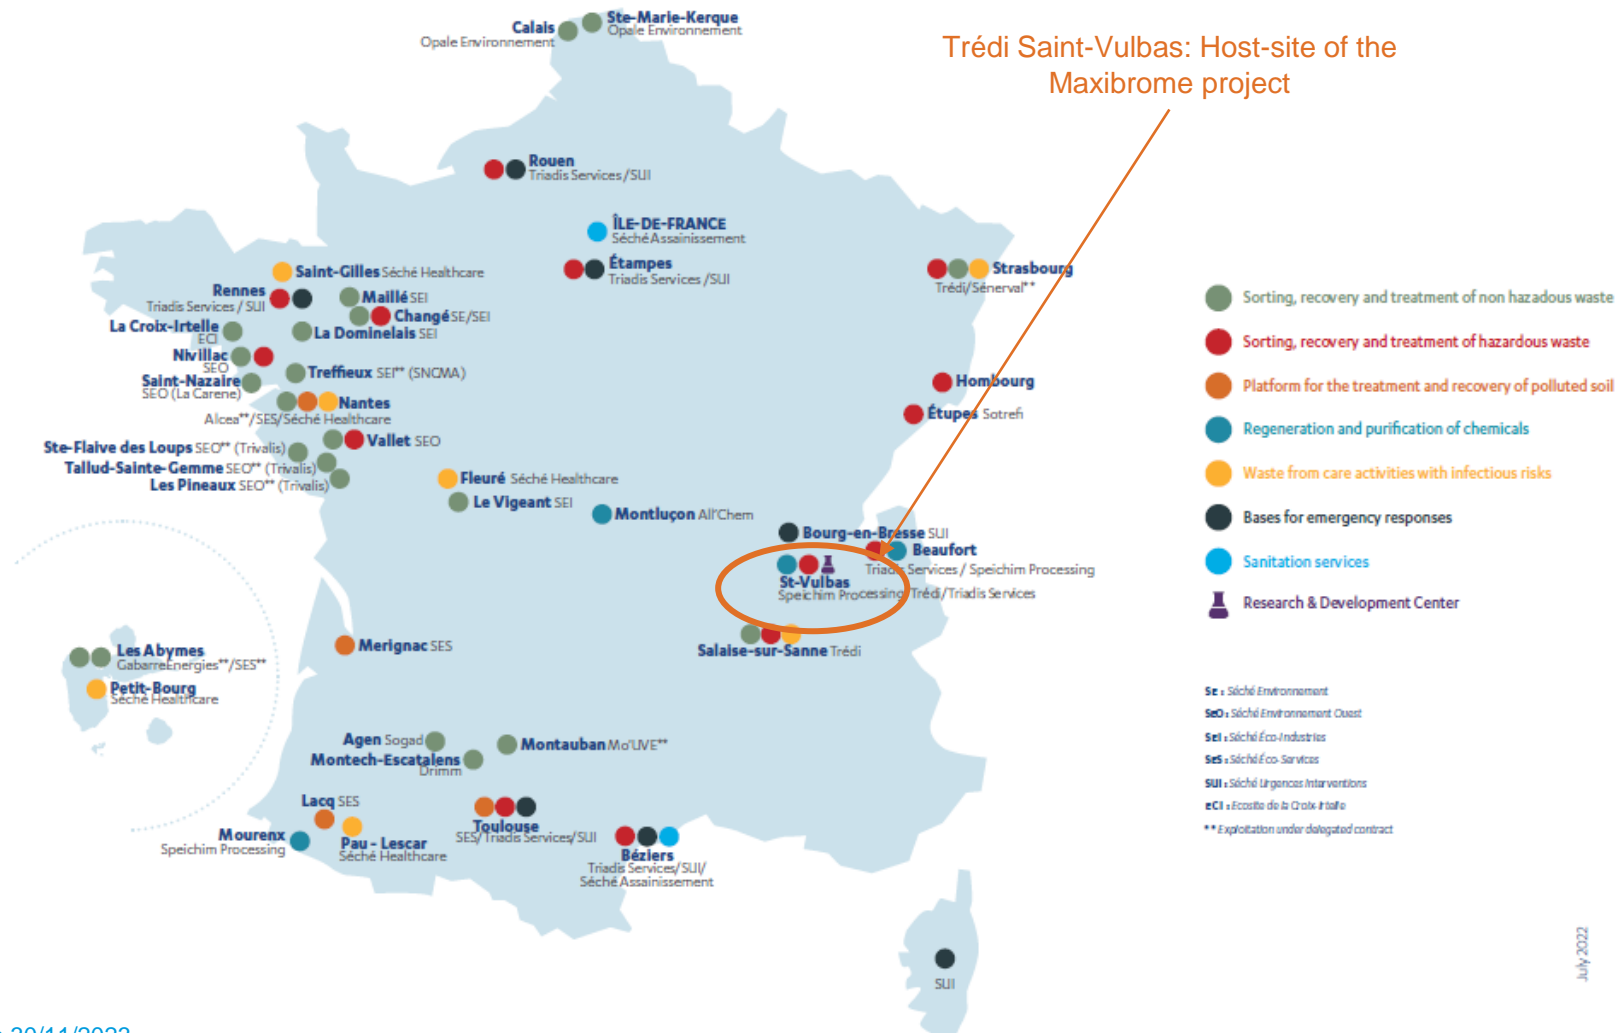 Calais
Opale Environnement
Ste-Marie-Kerque
Opale Environnement
Trédi Saint-Vulbas: Host-site of the
Maxibrome project
Rouen
Triadis Services /SUI
ÎLE-DE-FRANCE
Séché Assainissement
Étampes
Triadis Services /SUI
Strasbourg
Trédi/Sénerval**
Saint-Gilles Séché Healthcare
Rennes
Triadis Services / SUI
Maillé SEI
Changé SE/SEI
La Croix-Irtelle
ECI
La Dominelais SEI
Nivillac
SEO
Treffieux SEI** (SNGMA)
Saint-Nazaire
SEO (La Carene)
Nantes
Alcea**/SES/Séché Healthcare
Vallet SEO
Ste-Flaive des Loups SEO** (Trivalis)
Tallud-Sainte-Gemme SEO** (Trivalis)
Les Pineaux SEO** (Trivalis)
Hombourg
Étupes Sotrefi
Fleuré Séché Healthcare
Le Vigeant SEI
Montluçon All'Chem
Bourg-en-Bresse SUI
Beaufort
Triadis Services / Speichim Processing
St-Vulbas
Speichim Processing/Trédi/Triadis Services
Salaise-sur-Sanne Trédi
Merignac SES
Les Abymes
GabarreEnergies**/SES**
Petit-Bourg
Séché Healthcare
Agen Sogad
Montauban Mo'UVE**
Montech-Escatalens
Drimm
Lacq SES
Mourenx
Speichim Processing
Pau - Lescar
Séché Healthcare
Toulouse
SES/Triadis Services/SUI
Béziers
Triadis Services/SUI/
Séché Assainissement
SUI
Sorting, recovery and treatment of non hazadous waste
Sorting, recovery and treatment of hazardous waste
Platform for the treatment and recovery of polluted soil
Regeneration and purification of chemicals
Waste from care activities with infectious risks
Bases for emergency responses
Sanitation services
Research & Development Center
SE : Séché Environnement
SeO : Séché Environnement Ouest
SeI : Séché Éco-Industries
SeS : Séché Éco-Services
SUI : Séché Urgences Interventions
eCI : Ecosite de la Croix-Irtelle
** Exploitation under delegated contract
July 2022